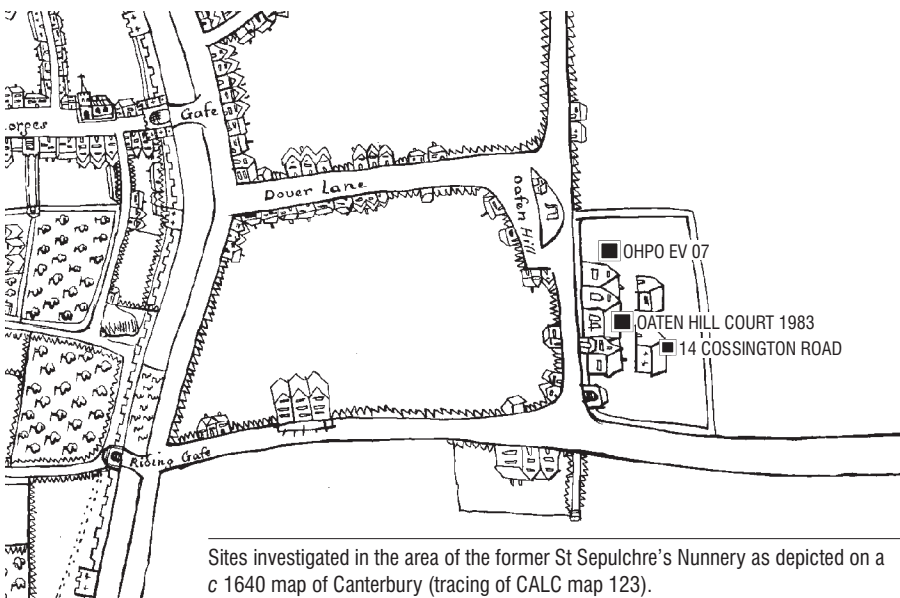 Gate
orges
Dover Lane
Oaten Hill
OHPO EV 07
OATEN HILL COURT 1983
14 COSSINGTON ROAD
Riding Gate
Sites investigated in the area of the former St Sepulchre's Nunnery as depicted on a
c 1640 map of Canterbury (tracing of CALC map 123).